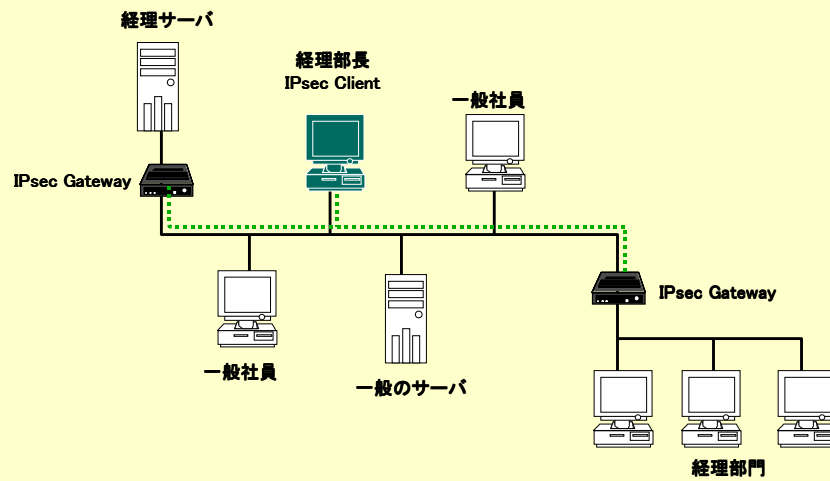 経理サーバ
経理部長
IPsec Client
一般社員
IPsec Gateway
IPsec Gateway
一般社員
一般のサーバ
経理部門